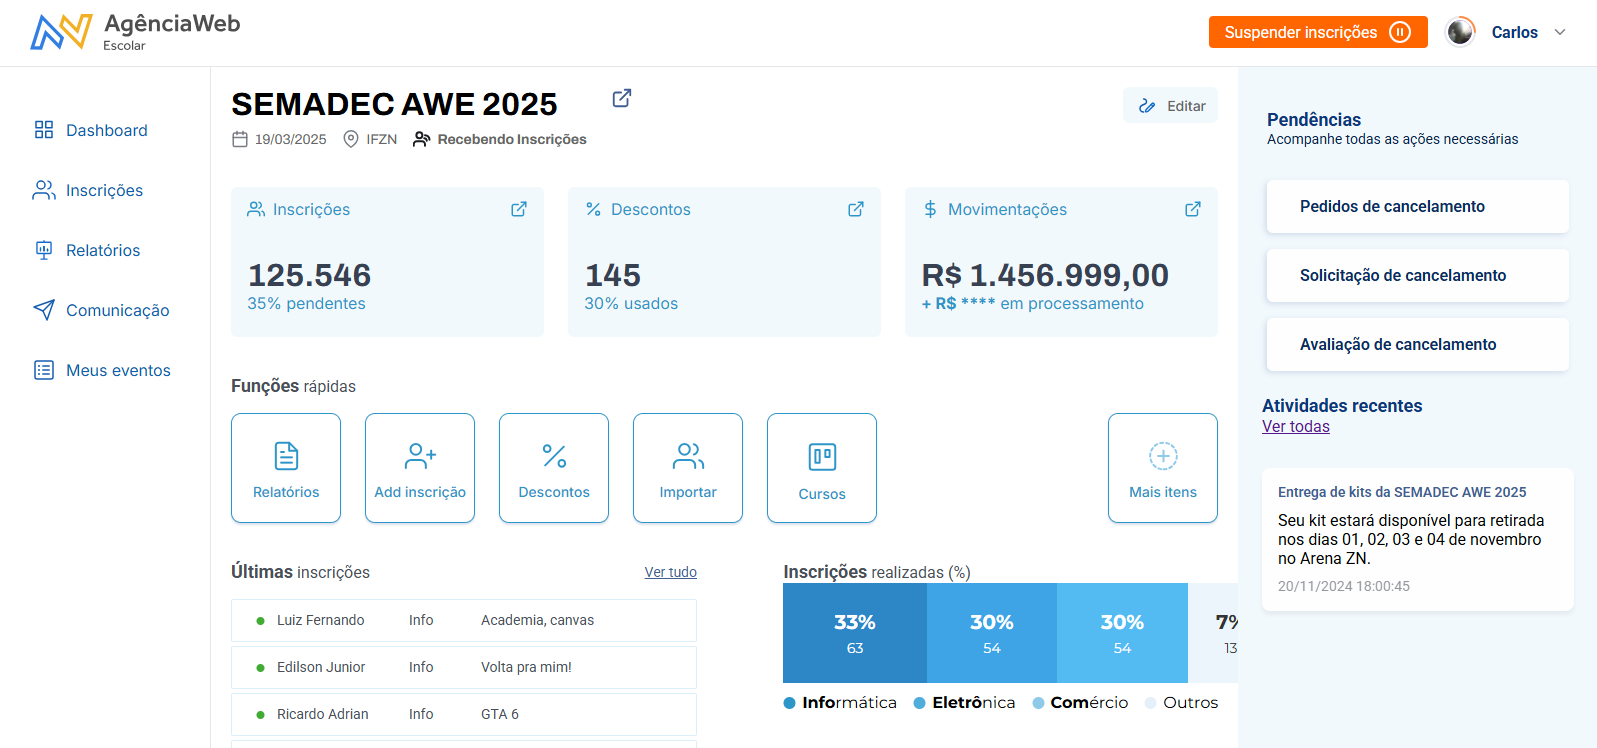 AgênciaWeb
Escolar
Suspender inscrições
Carlos
Dashboard
Inscrições
Relatórios
Comunicação
Meus eventos
SEMADEC AWE 2025
Editar
19/03/2025 IFZN Recebendo Inscrições
Inscrições
125.546
35% pendentes
Descontos
145
30% usados
Movimentações
R$ 1.456.999,00
+ R$ **** em processamento
Funções rápidas
Relatórios
Add inscrição
Descontos
Importar
Cursos
Mais itens
Últimas inscrições
Ver tudo
Luiz Fernando Info Academia, canvas
Edilson Junior Info Volta pra mim!
Ricardo Adrian Info GTA 6
Inscrições realizadas (%)
33% 30% 30% 7%
63 54 54 13
Informática Eletrônica Comércio Outros
Pendências
Acompanhe todas as ações necessárias
Pedidos de cancelamento
Solicitação de cancelamento
Avaliação de cancelamento
Atividades recentes
Ver todas
Entrega de kits da SEMADEC AWE 2025
Seu kit estará disponível para retirada
nos dias 01, 02, 03 e 04 de novembro
no Arena ZN.
20/11/2024 18:00:45